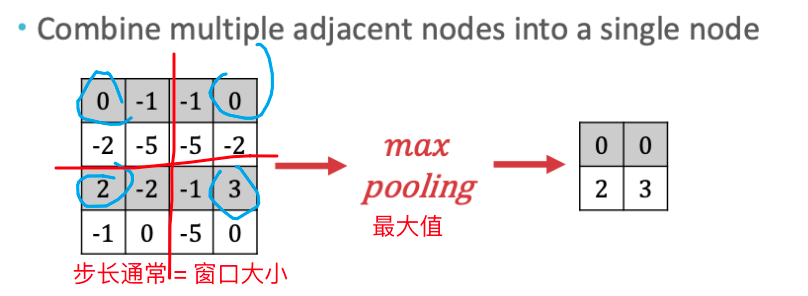 • Combine multiple adjacent nodes into a single node
0 -1 -1 0
-2 -5 -5 -2
2 -2 -1 3
-1 0 -5 0
max
pooling
最大值
0 0
2 3
步长通常 = 窗口大小